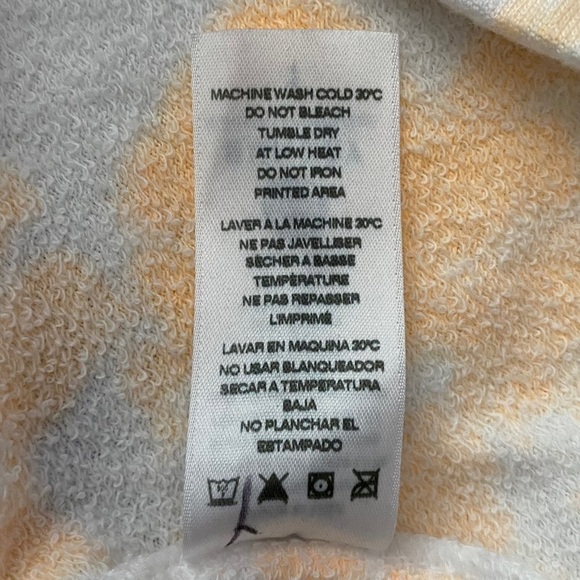 MACHINE WASH COLD 30°C
DO NOT BLEACH
TUMBLE DRY
AT LOW HEAT
DO NOT IRON
PRINTED AREA
LAVER A LA MACHINE 30°C
NE PAS JAVELLISER
SÈCHER A BASSE
TEMPÉRATURE
NE PAS REPASSER
L'IMPRIMÉ
LAVAR EN MAQUINA 30°C
NO USAR BLANQUEADOR
SECAR A TEMPERATURA
BAJA
NO PLANCHAR EL
ESTAMPADO